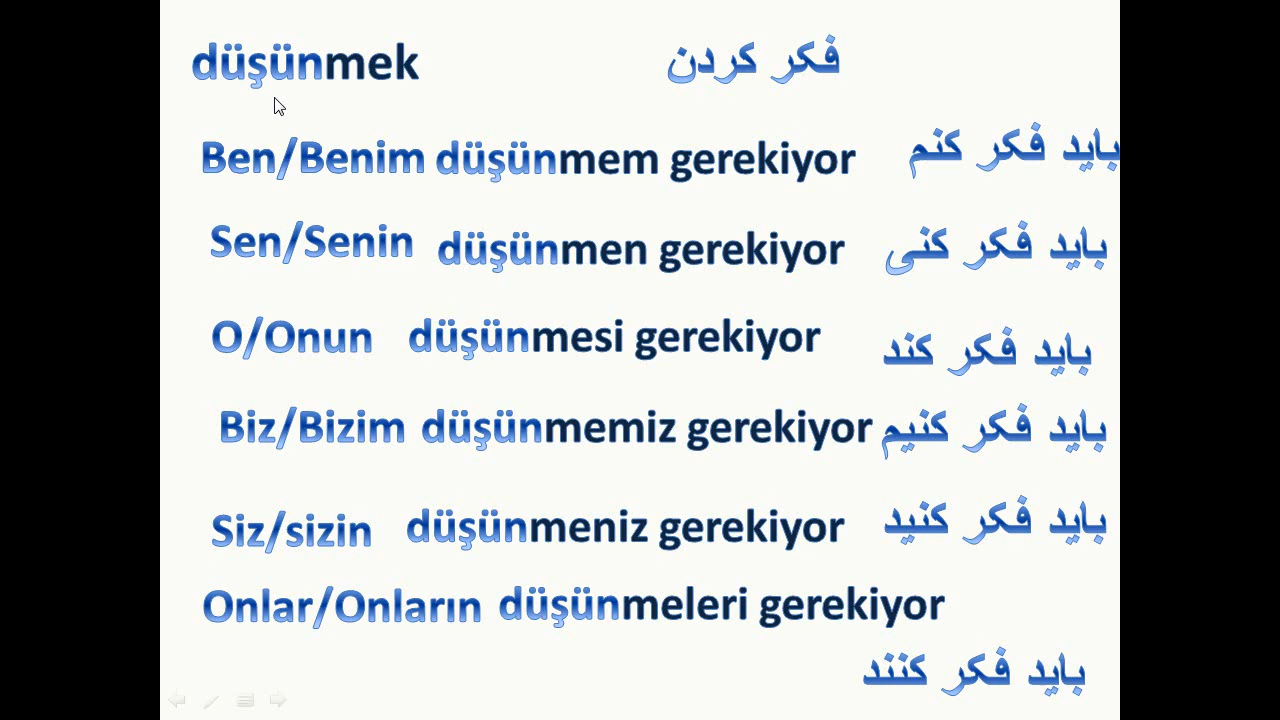 düşünmek فکر کردن
Ben/Benim düşünmem gerekiyor باید فکر کنم
Sen/Senin düşünmen gerekiyor باید فکر کنی
O/Onun düşünmesi gerekiyor باید فکر کند
Biz/Bizim düşünmemiz gerekiyor باید فکر کنیم
Siz/sizin düşünmeniz gerekiyor باید فکر کنید
Onlar/Onların düşünmeleri gerekiyor
باید فکر کنند